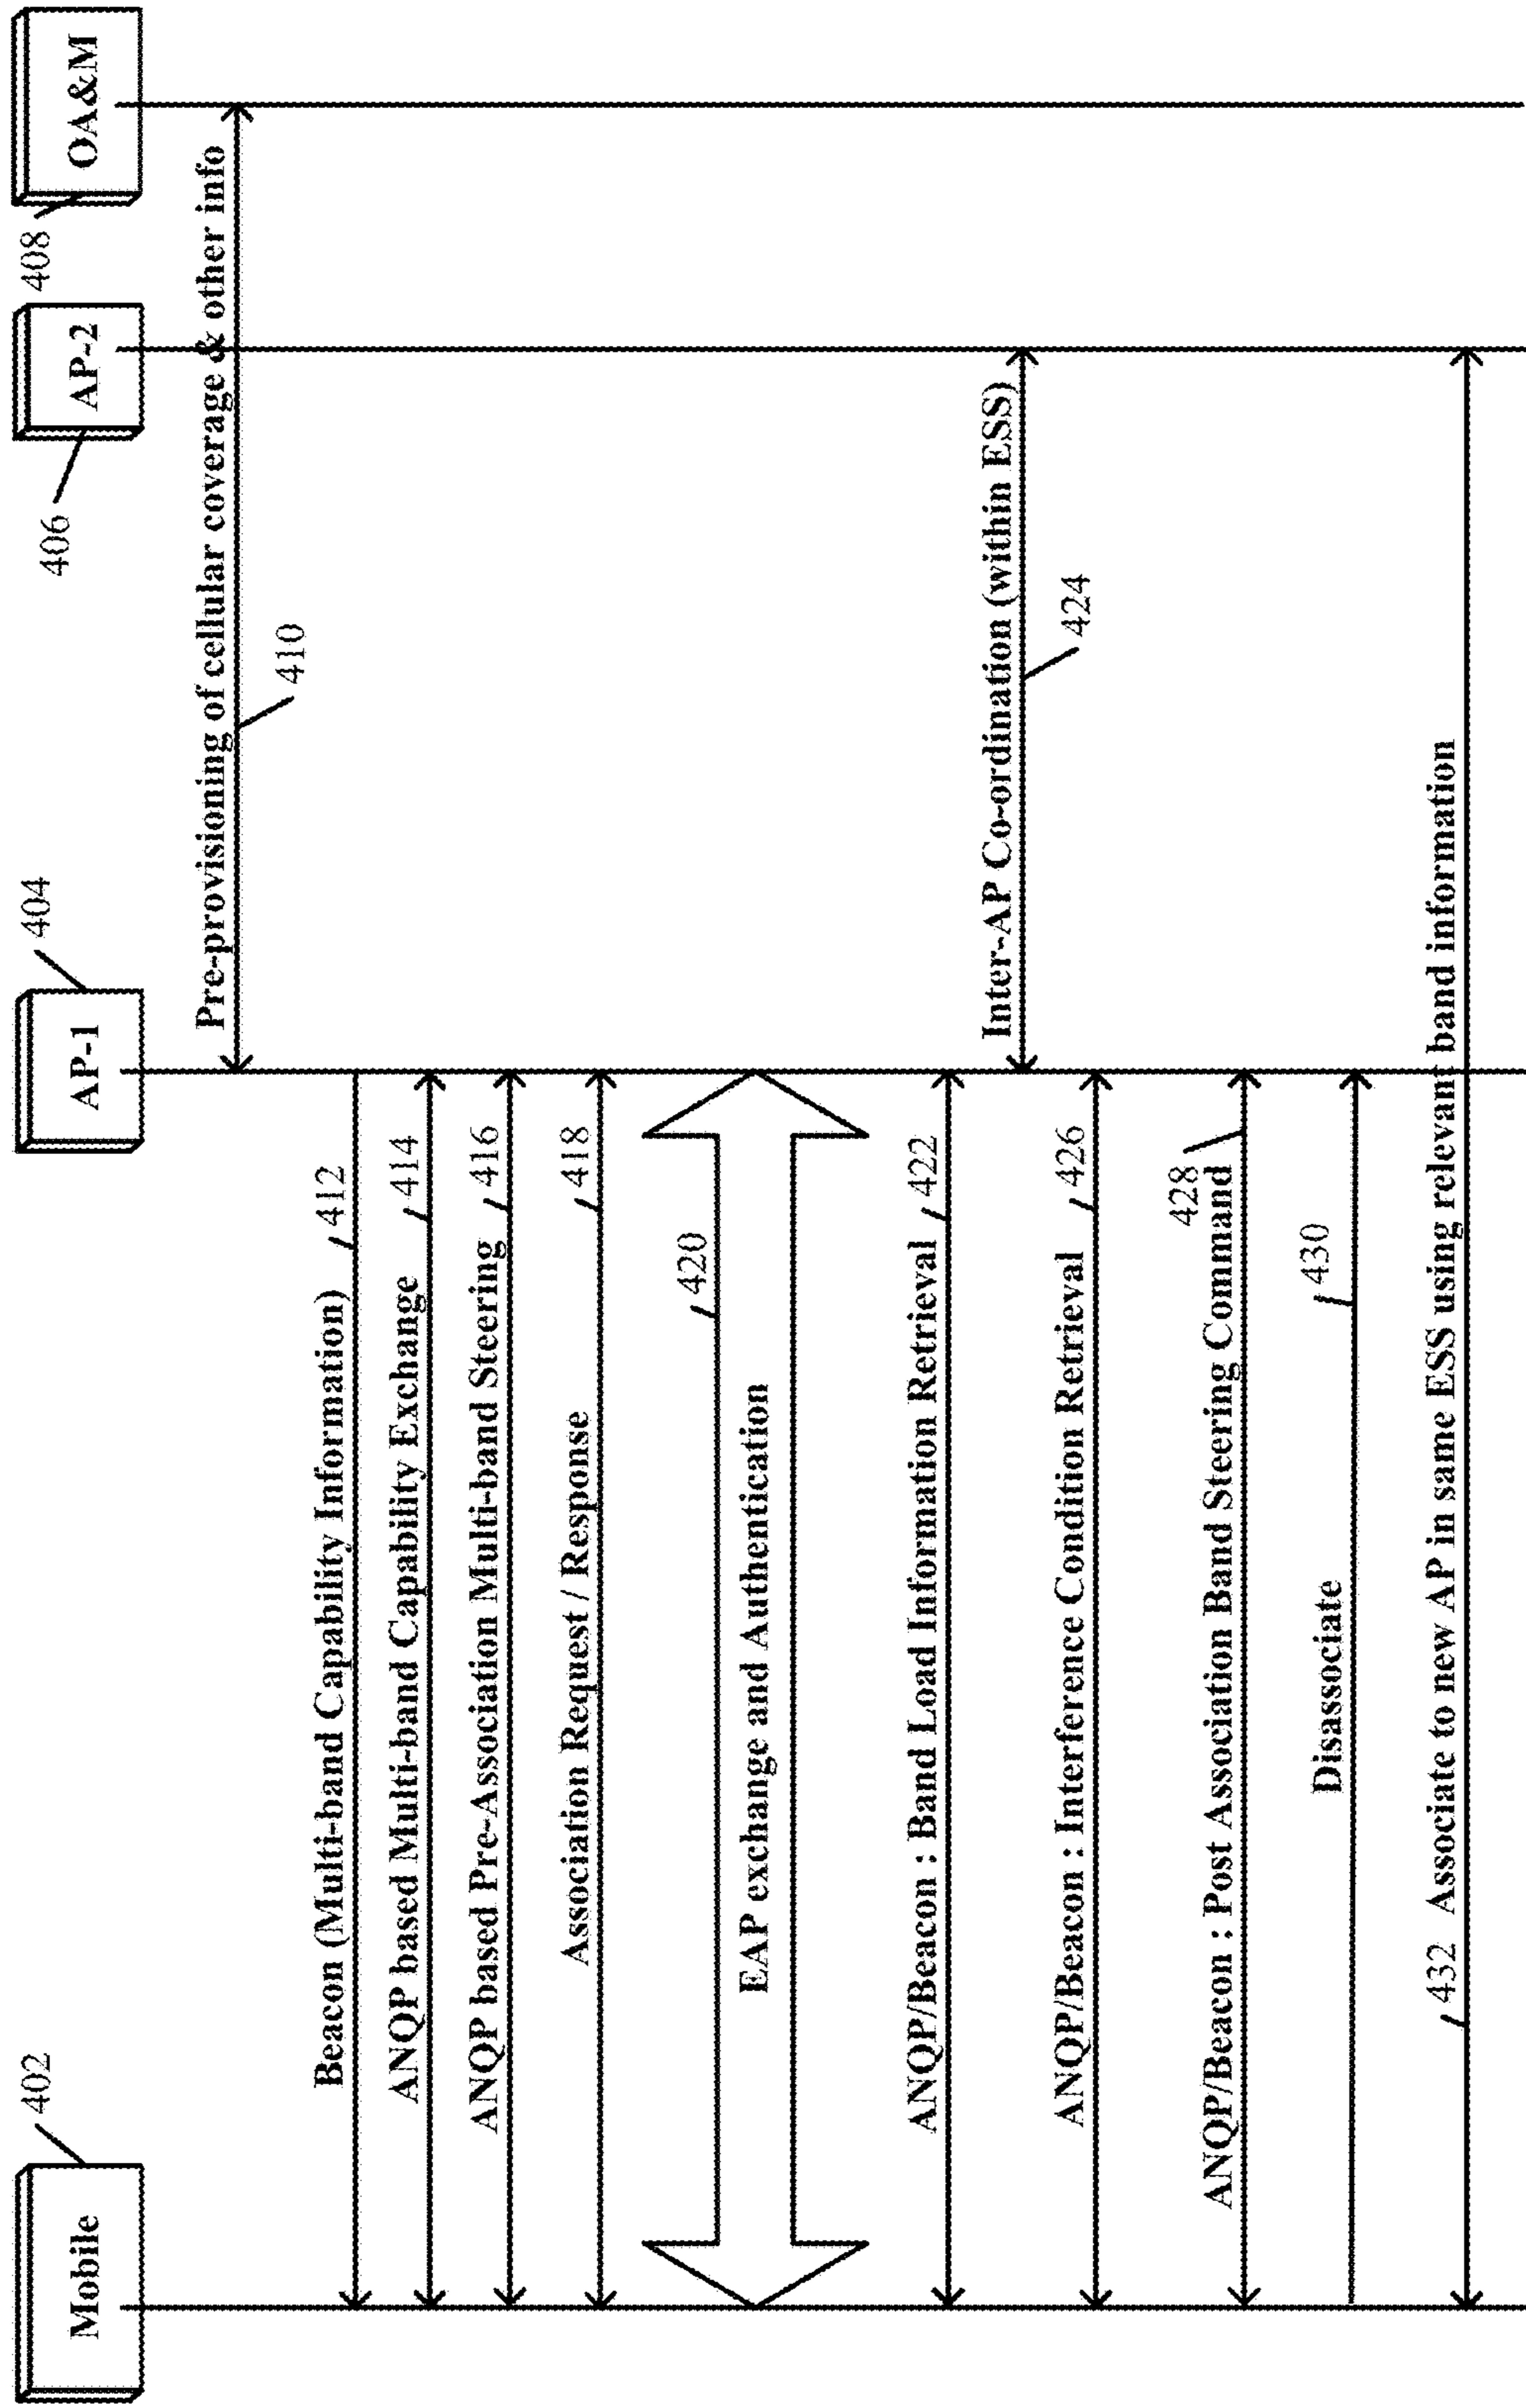 402
Mobile
404
AP-1
406
AP-2
408
OA&M
Pre-provisioning of cellular coverage & other info
410
Beacon (Multi-band Capability Information)
412
ANQP based Multi-band Capability Exchange
414
ANQP based Pre-Association Multi-band Steering
416
Association Request / Response
418
420
EAP exchange and Authentication
ANQP/Beacon : Band Load Information Retrieval
422
Inter-AP Co-ordination (within ESS)
424
ANQP/Beacon : Interference Condition Retrieval
426
428
ANQP/Beacon : Post Association Band Steering Command
Disassociate
430
432 Associate to new AP in same ESS using relevant band information